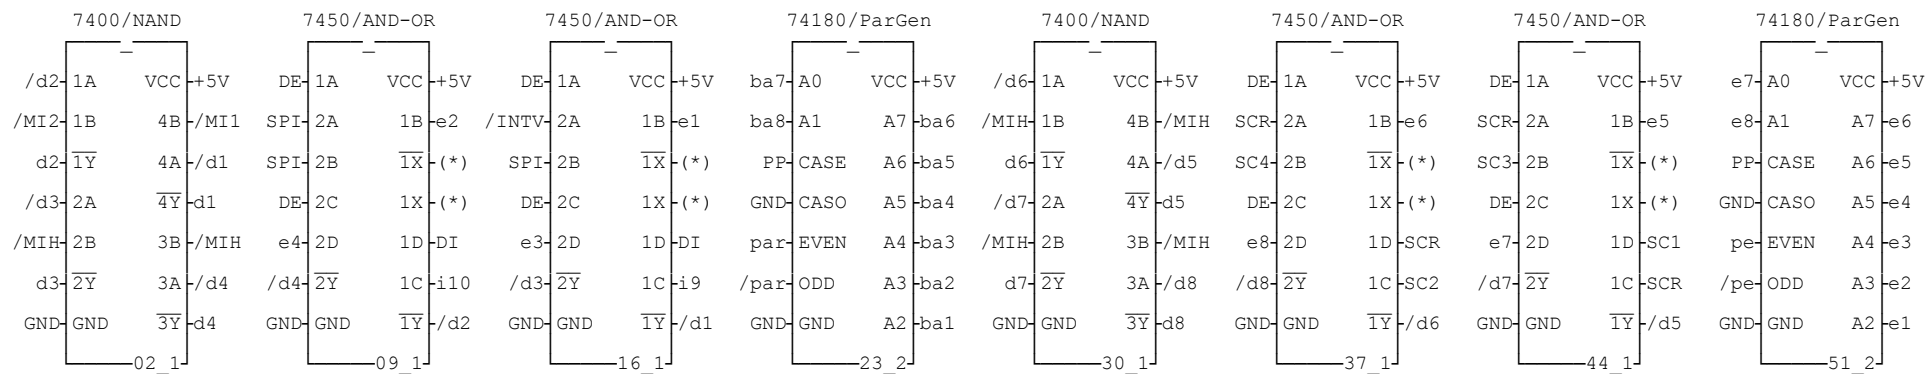 7400/NAND 7450/AND-OR 7450/AND-OR 74180/ParGen 7400/NAND 7450/AND-OR 7450/AND-OR 74180/ParGen
/d2 1A VCC +5V DE 1A VCC +5V DE 1A VCC +5V ba7 A0 VCC +5V /d6 1A VCC +5V DE 1A VCC +5V DE 1A VCC +5V e7 A0 VCC +5V
/MI2 1B 4B /MI1 SPI 2A 1B e2 /INTV 2A 1B e1 ba8 A1 A7 ba6 /MIH 1B 4B /MIH SCR 2A 1B e6 SCR 2A 1B e5 e8 A1 A7 e6
d2 1Y 4A /d1 SPI 2B 1X (*) SPI 2B 1X (*) PP CASE A6 ba5 d6 1Y 4A /d5 SC4 2B 1X (*) SC3 2B 1X (*) PP CASE A6 e5
/d3 2A 4Y d1 DE 2C 1X (*) DE 2C 1X (*) GND CASO A5 ba4 /d7 2A 4Y d5 DE 2C 1X (*) DE 2C 1X (*) GND CASO A5 e4
/MIH 2B 3B /MIH e4 2D 1D DI e3 2D 1D DI par EVEN A4 ba3 /MIH 2B 3B /MIH e8 2D 1D SCR e7 2D 1D SC1 pe EVEN A4 e3
d3 2Y 3A /d4 /d4 2Y 1C i10 /d3 2Y 1C i9 /par ODD A3 ba2 d7 2Y 3A /d8 /d8 2Y 1C SC2 /d7 2Y 1C SCR /pe ODD A3 e2
GND GND 3Y d4 GND GND 1Y /d2 GND GND 1Y /d1 GND GND A2 ba1 GND GND 3Y d8 GND GND 1Y /d6 GND GND 1Y /d5 GND GND A2 e1
02_1 09_1 16_1 23_2 30_1 37_1 44_1 51_2